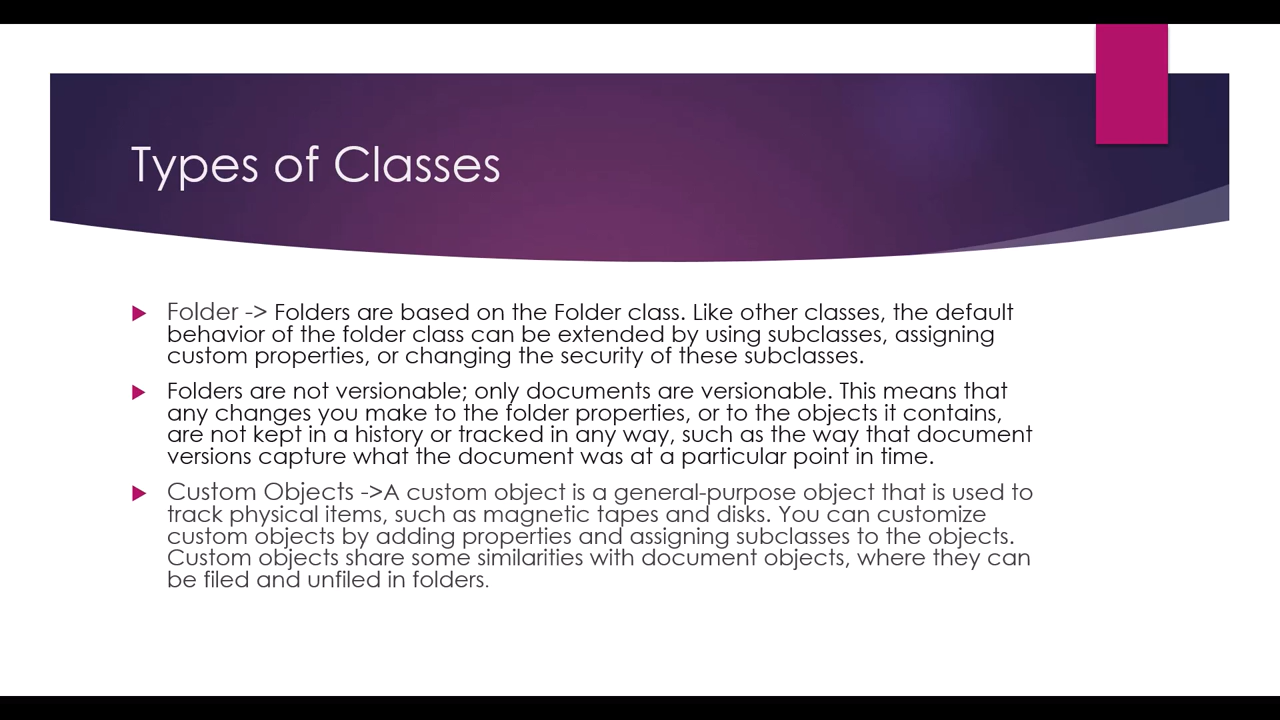 Types of Classes
Folder -> Folders are based on the Folder class. Like other classes, the default
behavior of the folder class can be extended by using subclasses, assigning
custom properties, or changing the security of these subclasses.
Folders are not versionable; only documents are versionable. This means that
any changes you make to the folder properties, or to the objects it contains,
are not kept in a history or tracked in any way, such as the way that document
versions capture what the document was at a particular point in time.
Custom Objects ->A custom object is a general-purpose object that is used to
track physical items, such as magnetic tapes and disks. You can customize
custom objects by adding properties and assigning subclasses to the objects.
Custom objects share some similarities with document objects, where they can
be filed and unfiled in folders.